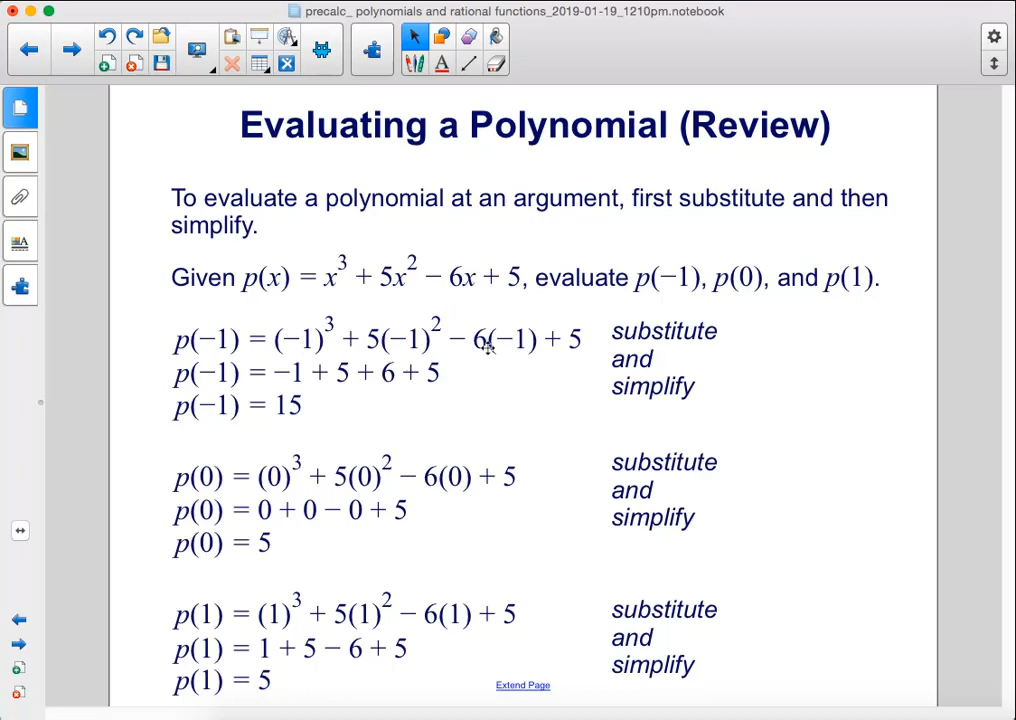 precalc_ polynomials and rational functions_2019-01-19_1210pm.notebook
Evaluating a Polynomial (Review)
To evaluate a polynomial at an argument, first substitute and then
simplify.
Given p(x) = x³ + 5x² − 6x + 5, evaluate p(−1), p(0), and p(1).
p(−1) = (−1)³ + 5(−1)² − 6(−1) + 5 substitute
and
p(−1) = −1 + 5 + 6 + 5
simplify
p(−1) = 15
p(0) = (0)³ + 5(0)² − 6(0) + 5 substitute
and
p(0) = 0 + 0 − 0 + 5
simplify
p(0) = 5
p(1) = (1)³ + 5(1)² − 6(1) + 5 substitute
and
p(1) = 1 + 5 − 6 + 5
simplify
p(1) = 5
Extend Page